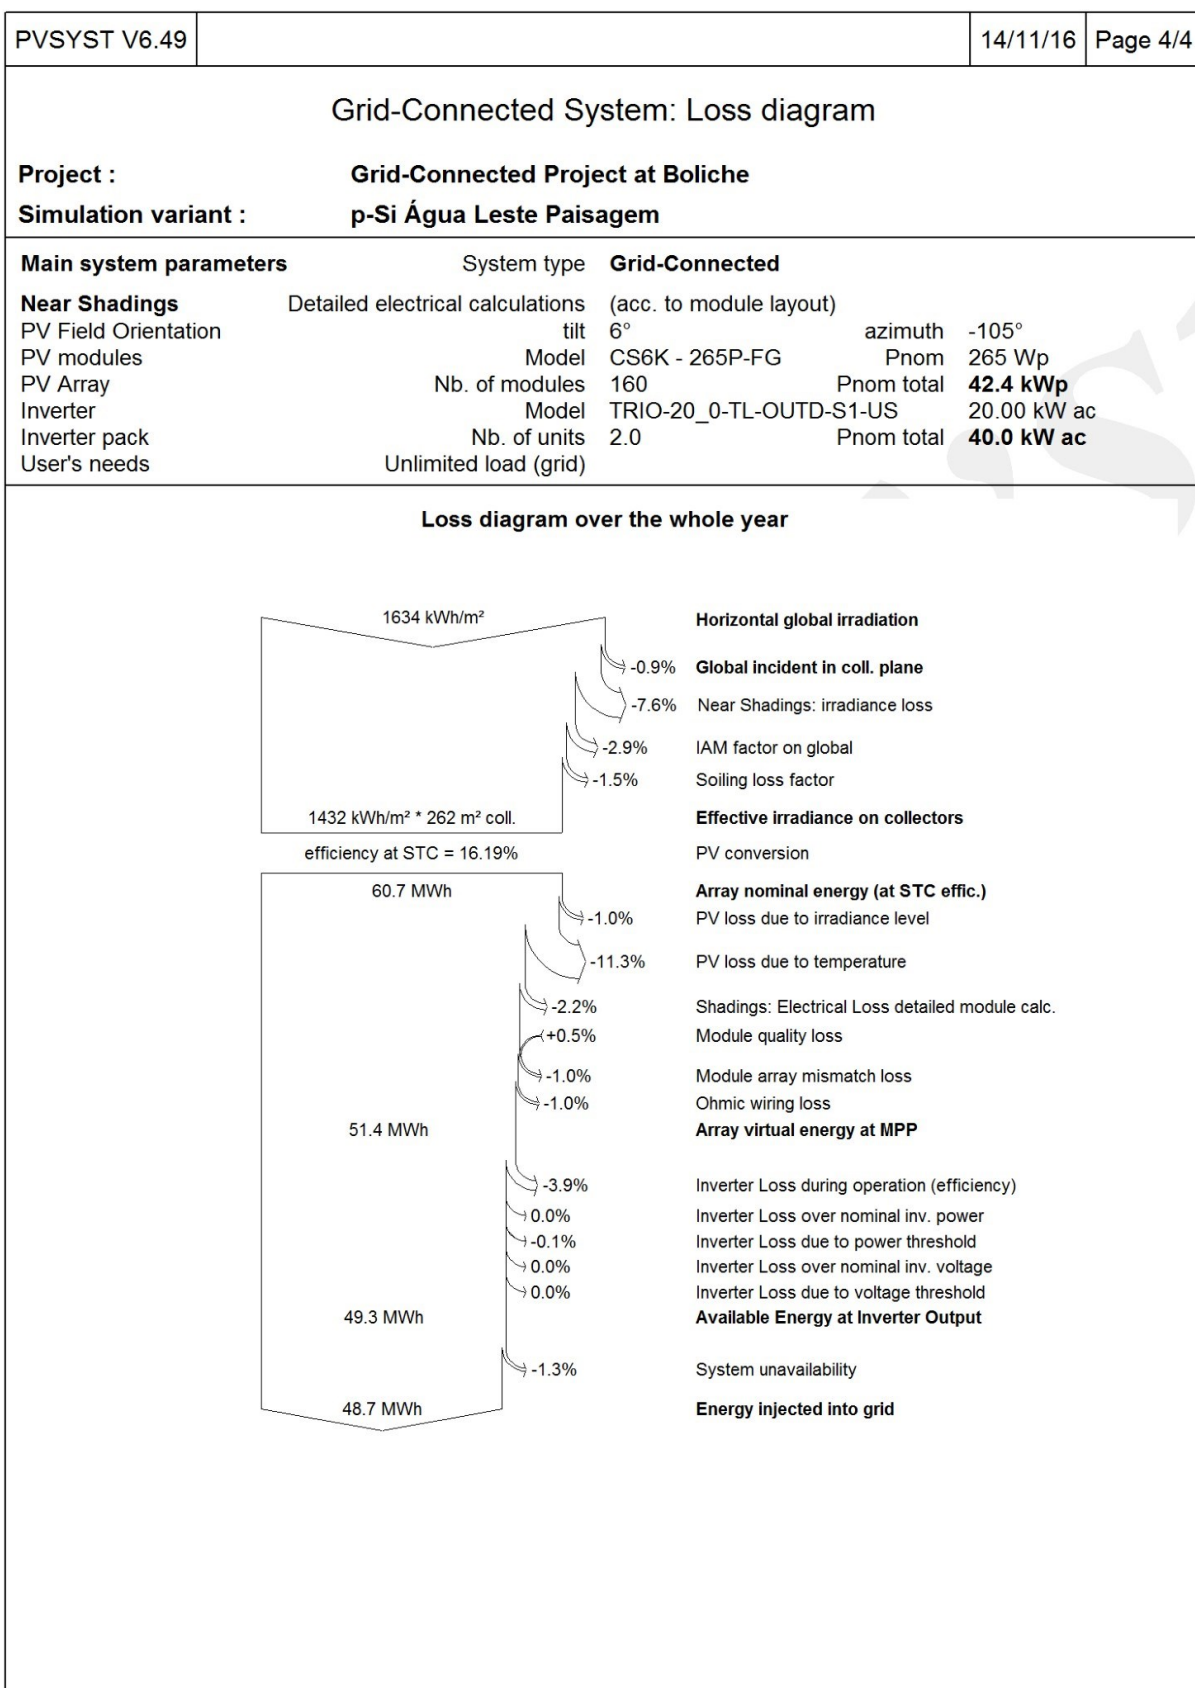 PVSYST V6.49 14/11/16 Page 4/4
Grid-Connected System: Loss diagram
Project : Grid-Connected Project at Boliche
Simulation variant : p-Si Água Leste Paisagem
Main system parameters System type Grid-Connected
Near Shadings Detailed electrical calculations (acc. to module layout)
PV Field Orientation tilt 6° azimuth -105°
PV modules Model CS6K - 265P-FG Pnom 265 Wp
PV Array Nb. of modules 160 Pnom total 42.4 kWp
Inverter Model TRIO-20_0-TL-OUTD-S1-US 20.00 kW ac
Inverter pack Nb. of units 2.0 Pnom total 40.0 kW ac
User's needs Unlimited load (grid)
Loss diagram over the whole year
1634 kWh/m² Horizontal global irradiation
-0.9% Global incident in coll. plane
-7.6% Near Shadings: irradiance loss
-2.9% IAM factor on global
-1.5% Soiling loss factor
1432 kWh/m² * 262 m² coll. Effective irradiance on collectors
efficiency at STC = 16.19% PV conversion
60.7 MWh Array nominal energy (at STC effic.)
-1.0% PV loss due to irradiance level
-11.3% PV loss due to temperature
-2.2% Shadings: Electrical Loss detailed module calc.
+0.5% Module quality loss
-1.0% Module array mismatch loss
-1.0% Ohmic wiring loss
51.4 MWh Array virtual energy at MPP
-3.9% Inverter Loss during operation (efficiency)
0.0% Inverter Loss over nominal inv. power
-0.1% Inverter Loss due to power threshold
0.0% Inverter Loss over nominal inv. voltage
0.0% Inverter Loss due to voltage threshold
49.3 MWh Available Energy at Inverter Output
-1.3% System unavailability
48.7 MWh Energy injected into grid